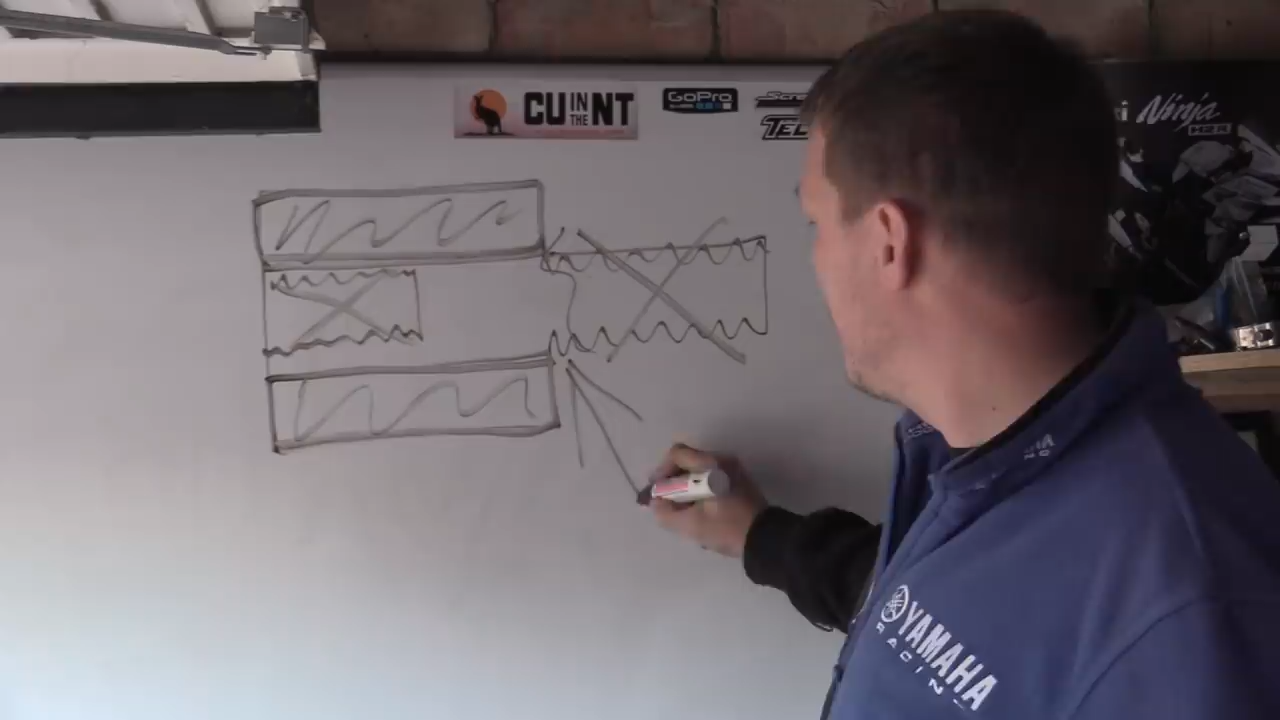 CU IN THE NT
GoPro
Ninja
H2R
YAMAHA
RACING